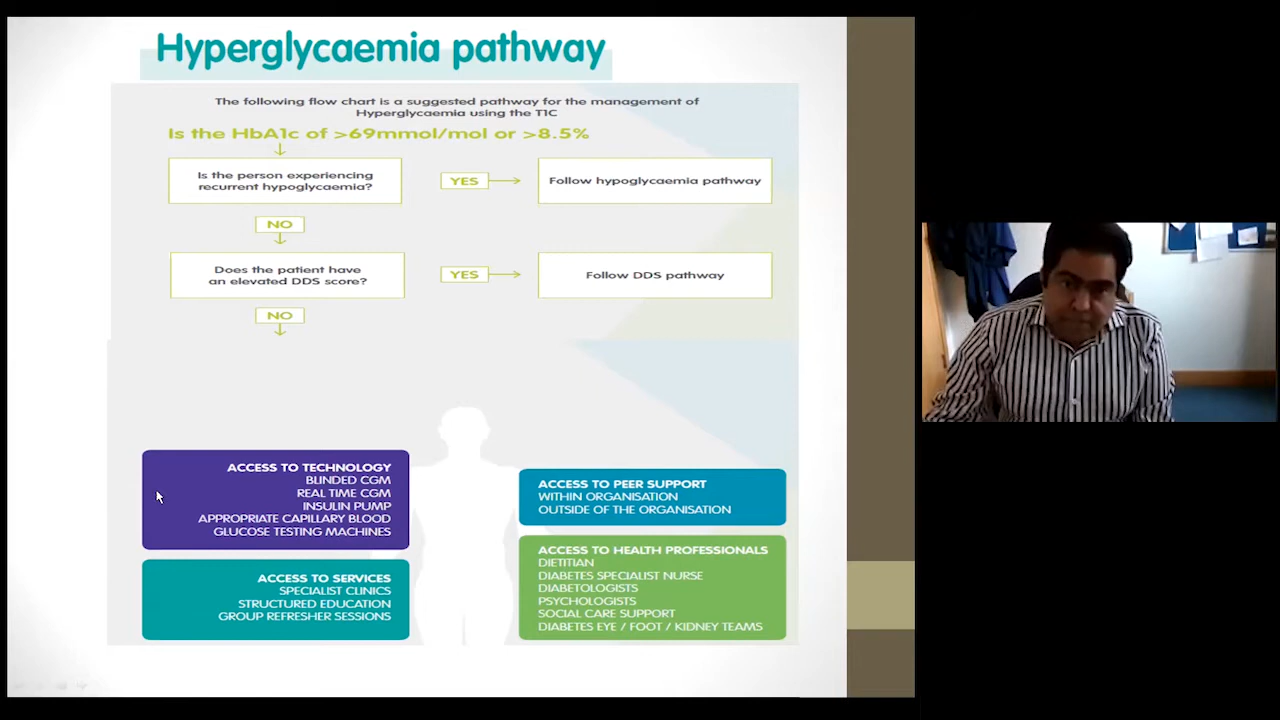 Hyperglycaemia pathway
The following flow chart is a suggested pathway for the management of
Hyperglycaemia using the T1C
Is the HbA1c of >69mmol/mol or >8.5%
Is the person experiencing
recurrent hypoglycaemia?
YES
Follow hypoglycaemia pathway
NO
Does the patient have
an elevated DDS score?
YES
Follow DDS pathway
NO
ACCESS TO TECHNOLOGY
BLINDED CGM
REAL TIME CGM
INSULIN PUMP
APPROPRIATE CAPILLARY BLOOD
GLUCOSE TESTING MACHINES
ACCESS TO SERVICES
SPECIALIST CLINICS
STRUCTURED EDUCATION
GROUP REFRESHER SESSIONS
ACCESS TO PEER SUPPORT
WITHIN ORGANISATION
OUTSIDE OF THE ORGANISATION
ACCESS TO HEALTH PROFESSIONALS
DIETITIAN
DIABETES SPECIALIST NURSE
DIABETOLOGISTS
PSYCHOLOGISTS
SOCIAL CARE SUPPORT
DIABETES EYE / FOOT / KIDNEY TEAMS